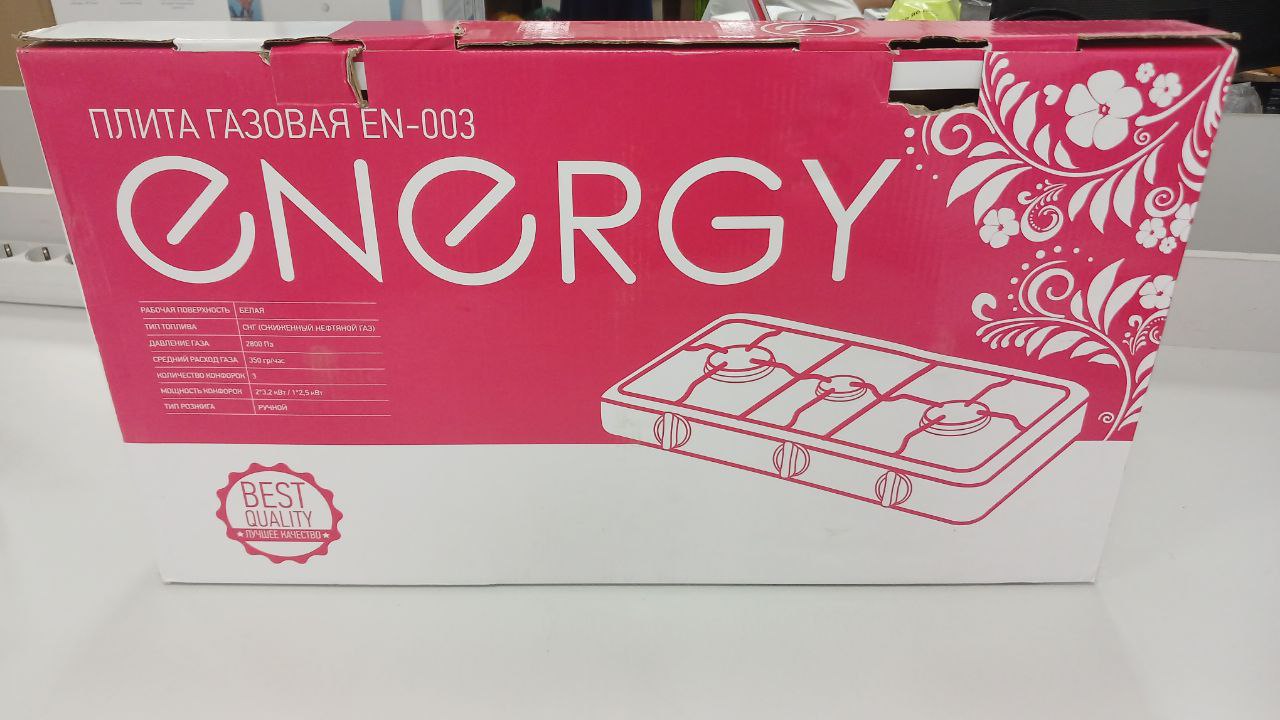 ПЛИТА ГАЗОВАЯ EN-003
eNeRGY
РАБОЧАЯ ПОВЕРХНОСТЬ БЕЛАЯ
ТИП ТОПЛИВА СНГ (СЖИЖЕННЫЙ НЕФТЯНОЙ ГАЗ)
ДАВЛЕНИЕ ГАЗА 2800 Па
СРЕДНИЙ РАСХОД ГАЗА 350 гр/час
КОЛИЧЕСТВО КОНФОРОК 3
МОЩНОСТЬ КОНФОРОК 2*3,2 кВт / 1*2,5 кВт
ТИП РОЗЖИГА РУЧНОЙ
BEST
QUALITY
ЛУЧШЕЕ КАЧЕСТВО